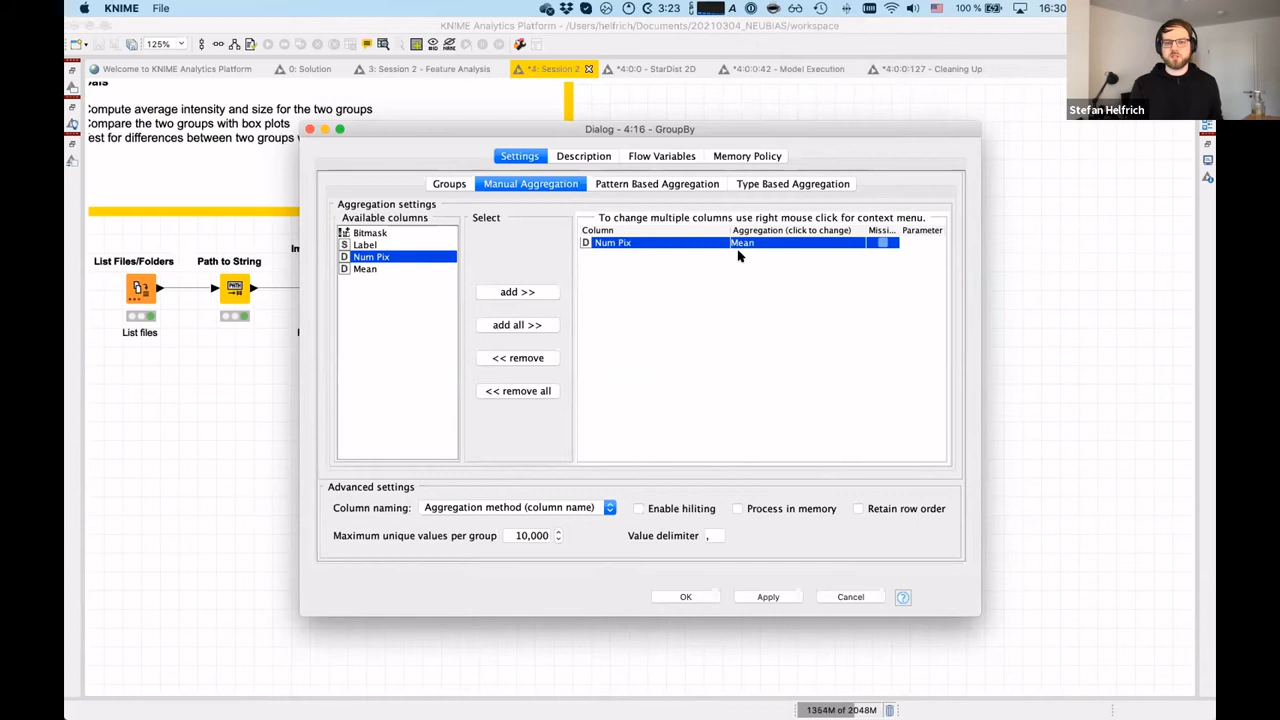 KNIME File 3:23 100 % 16:30
KNIME Analytics Platform - /Users/helfrich/Documents/20210304_NEUBIAS/workspace
125%
Welcome to KNIME Analytics Platform 0: Solution 3: Session 2 - Feature Analysis *4: Session 2 *4:0:0 - StarDist 2D *4:0:0:42 - Model Execution *4:0:0:127 - Cleaning Up
Stefan Helfrich
Compute average intensity and size for the two groups
Compare the two groups with box plots
est for differences between two groups
List Files/Folders Path to String
List files
Dialog - 4:16 - GroupBy
Settings Description Flow Variables Memory Policy
Groups Manual Aggregation Pattern Based Aggregation Type Based Aggregation
Aggregation settings
Available columns
Bitmask
S Label
D Num Pix
D Mean
Select
add >>
add all >>
<< remove
<< remove all
To change multiple columns use right mouse click for context menu.
Column Aggregation (click to change) Missi... Parameter
D Num Pix Mean
Advanced settings
Column naming: Aggregation method (column name) Enable hiliting Process in memory Retain row order
Maximum unique values per group 10,000 Value delimiter ,
OK Apply Cancel ?
1364M of 2048M